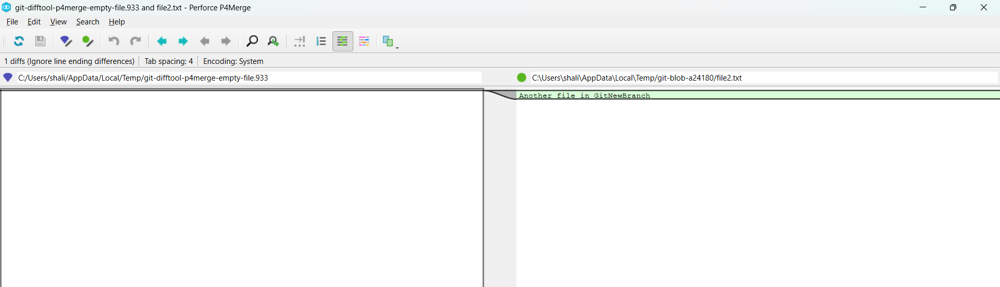 git-difftool-p4merge-empty-file.933 and file2.txt - Perforce P4Merge
File Edit View Search Help
1 diffs (Ignore line ending differences) Tab spacing: 4 Encoding: System
C:/Users/shali/AppData/Local/Temp/git-difftool-p4merge-empty-file.933
C:\Users\shali\AppData\Local\Temp/git-blob-a24180/file2.txt
Another file in GitNewBranch